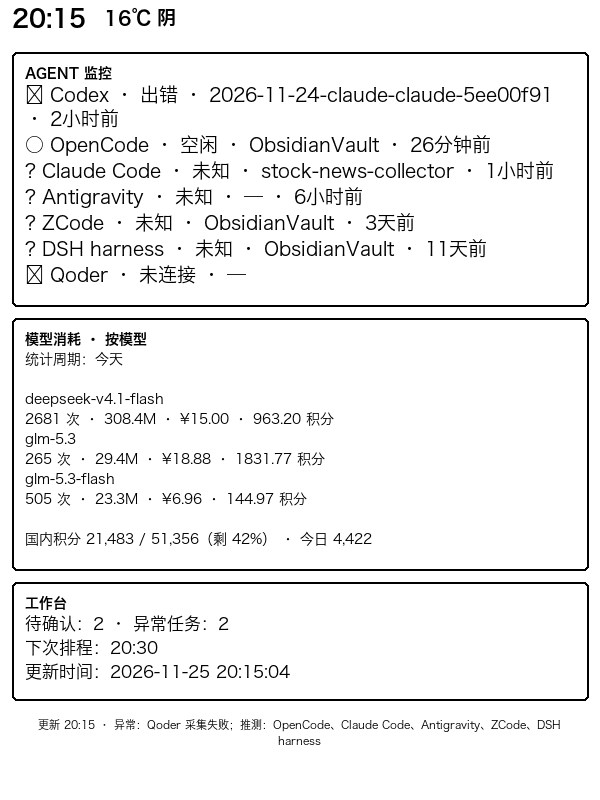 20:15 16℃ 阴
AGENT 监控
☒ Codex · 出错 · 2026-11-24-claude-claude-5ee00f91
· 2小时前
○ OpenCode · 空闲 · ObsidianVault · 26分钟前
? Claude Code · 未知 · stock-news-collector · 1小时前
? Antigravity · 未知 · — · 6小时前
? ZCode · 未知 · ObsidianVault · 3天前
? DSH harness · 未知 · ObsidianVault · 11天前
☒ Qoder · 未连接 · —
模型消耗 · 按模型
统计周期：今天
deepseek-v4.1-flash
2681 次 · 308.4M · ¥15.00 · 963.20 积分
glm-5.3
265 次 · 29.4M · ¥18.88 · 1831.77 积分
glm-5.3-flash
505 次 · 23.3M · ¥6.96 · 144.97 积分
国内积分 21,483 / 51,356（剩 42%） · 今日 4,422
工作台
待确认：2 · 异常任务：2
下次排程：20:30
更新时间：2026-11-25 20:15:04
更新 20:15 · 异常：Qoder 采集失败；推测：OpenCode、Claude Code、Antigravity、ZCode、DSH
harness